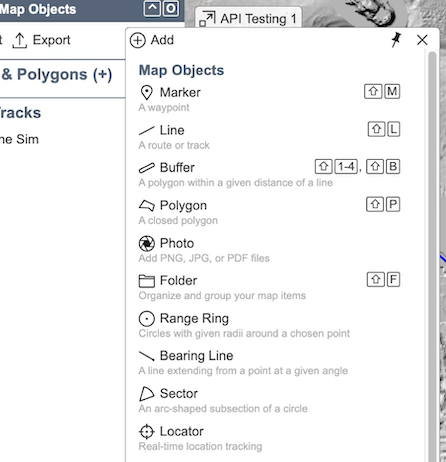 Map Objects
API Testing 1
Export
Add
& Polygons (+)
Tracks
he Sim
Map Objects
Marker ⇧ M
A waypoint
Line ⇧ L
A route or track
Buffer ⇧ 1-4, ⇧ B
A polygon within a given distance of a line
Polygon ⇧ P
A closed polygon
Photo
Add PNG, JPG, or PDF files
Folder ⇧ F
Organize and group your map items
Range Ring
Circles with given radii around a chosen point
Bearing Line
A line extending from a point at a given angle
Sector
An arc-shaped subsection of a circle
Locator
Real-time location tracking